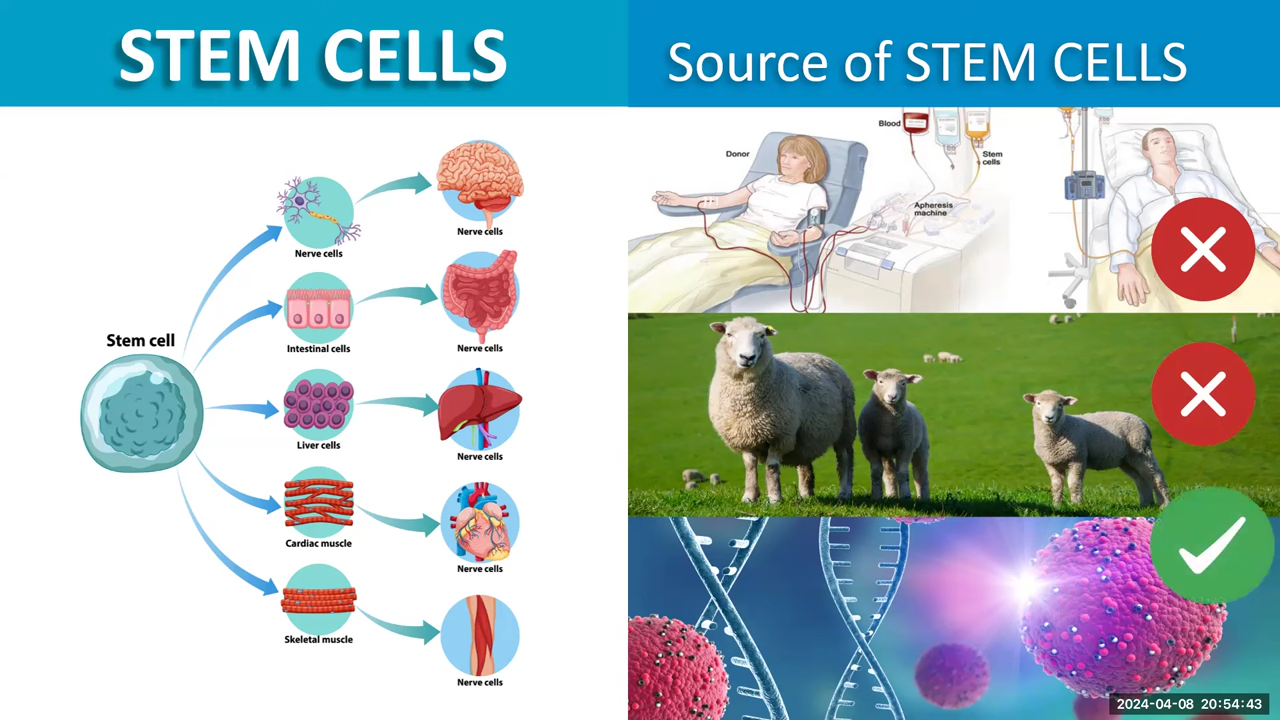 STEM CELLS
Stem cell
Nerve cells
Nerve cells
Intestinal cells
Nerve cells
Liver cells
Nerve cells
Cardiac muscle
Nerve cells
Skeletal muscle
Nerve cells
Source of STEM CELLS
Donor
Blood
Stem
cells
Apheresis
machine
2024-04-08 20:54:43